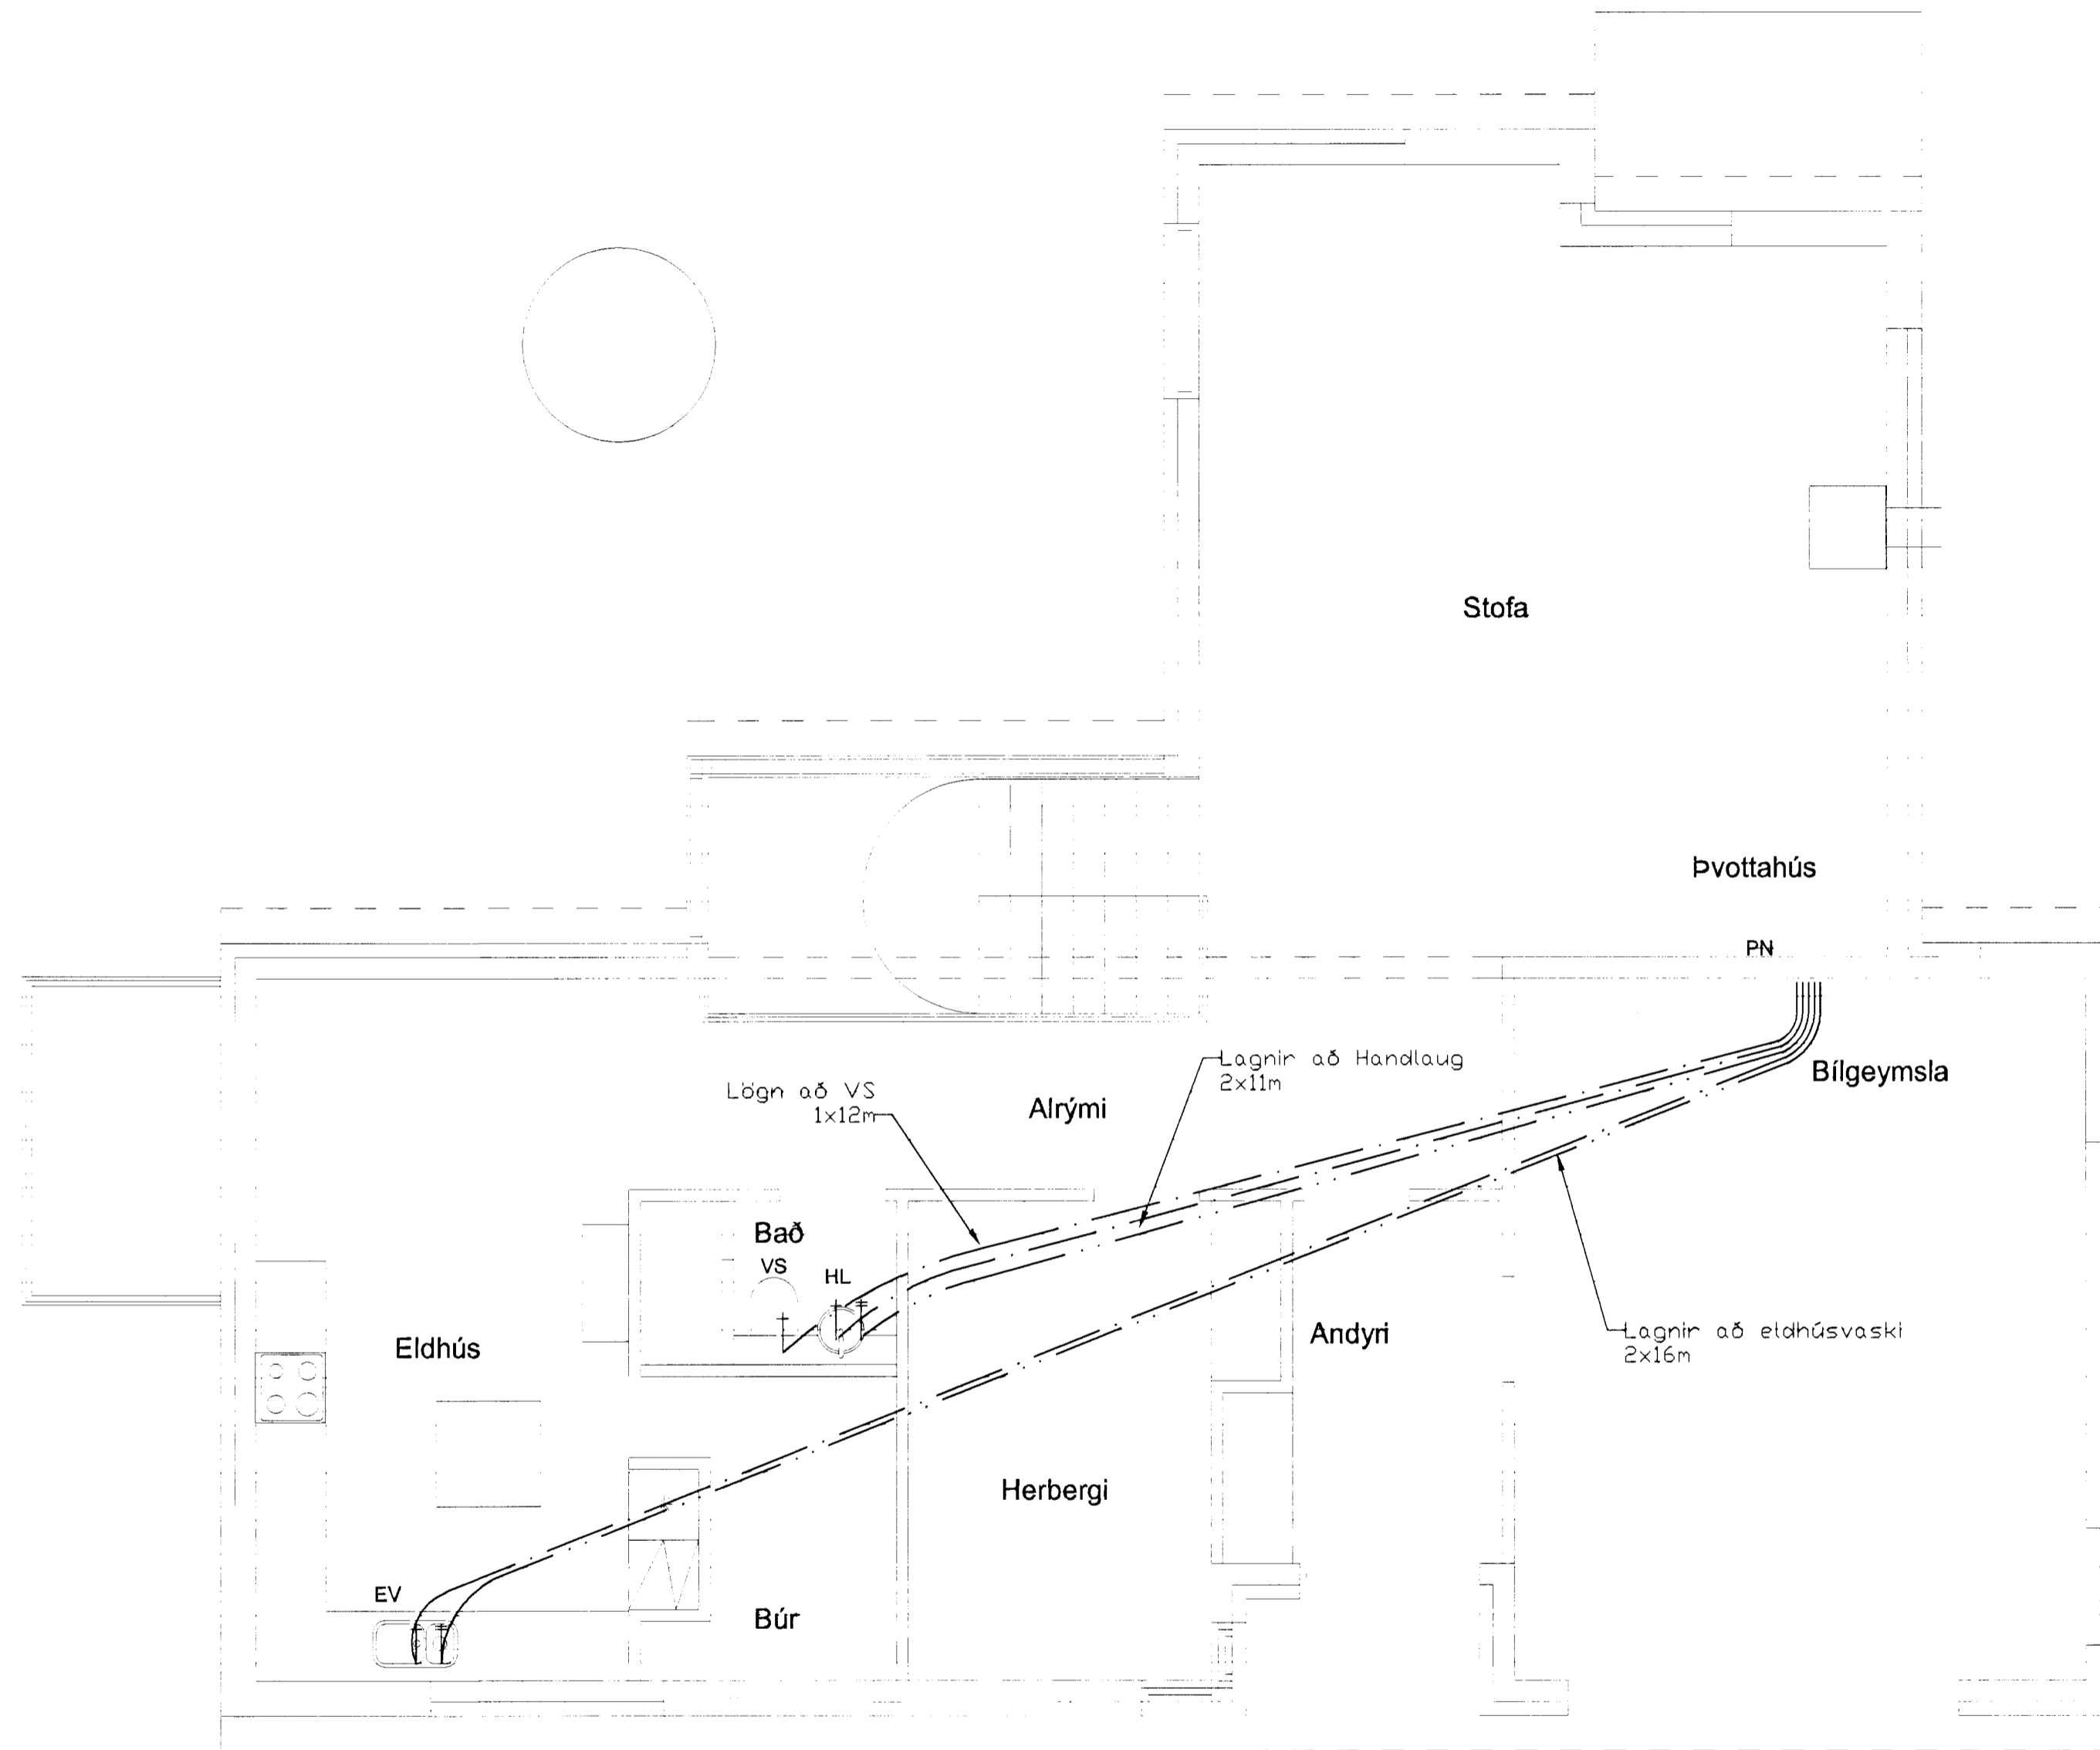 Stofa
Þvottahús
PN
Lagnir að Handlaug
2x11m
Bílgeymsla
Lögn að VS
1x12m
Alrými
Bað
VS
HL
Eldhús
Andyri
Lagnir að eldhúsvaski
2x16m
Herbergi
EV
Búr